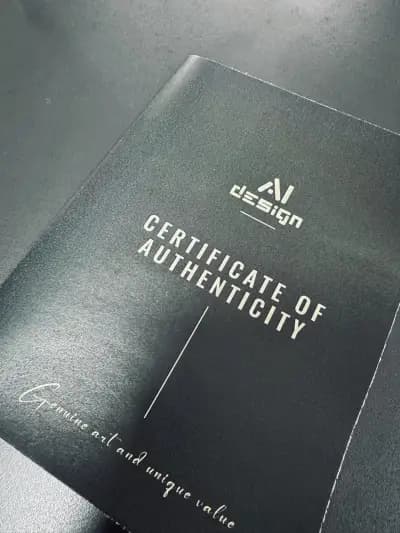 AI
design
CERTIFICATE OF
AUTHENTICITY
Genuine art and unique value